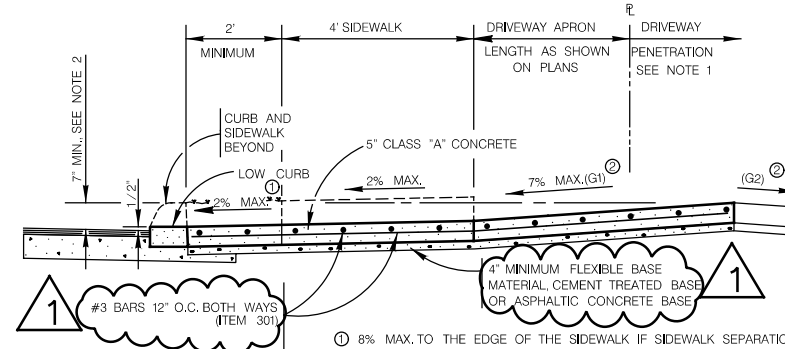 2'
4' SIDEWALK
DRIVEWAY APRON
℄
DRIVEWAY
MINIMUM
LENGTH AS SHOWN
ON PLANS
PENETRATION
SEE NOTE 1
7" MIN., SEE NOTE 2
1/2"
CURB AND
SIDEWALK
BEYOND
5" CLASS "A" CONCRETE
LOW CURB
①
2% MAX.
2% MAX.
7% MAX.(G1)
②
(G2)
②
1
#3 BARS 12" O.C. BOTH WAYS
(ITEM 301)
4" MINIMUM FLEXIBLE BASE
MATERIAL, CEMENT TREATED BASE
OR ASPHALTIC CONCRETE BASE
1
① 8% MAX. TO THE EDGE OF THE SIDEWALK IF SIDEWALK SEPARATIO